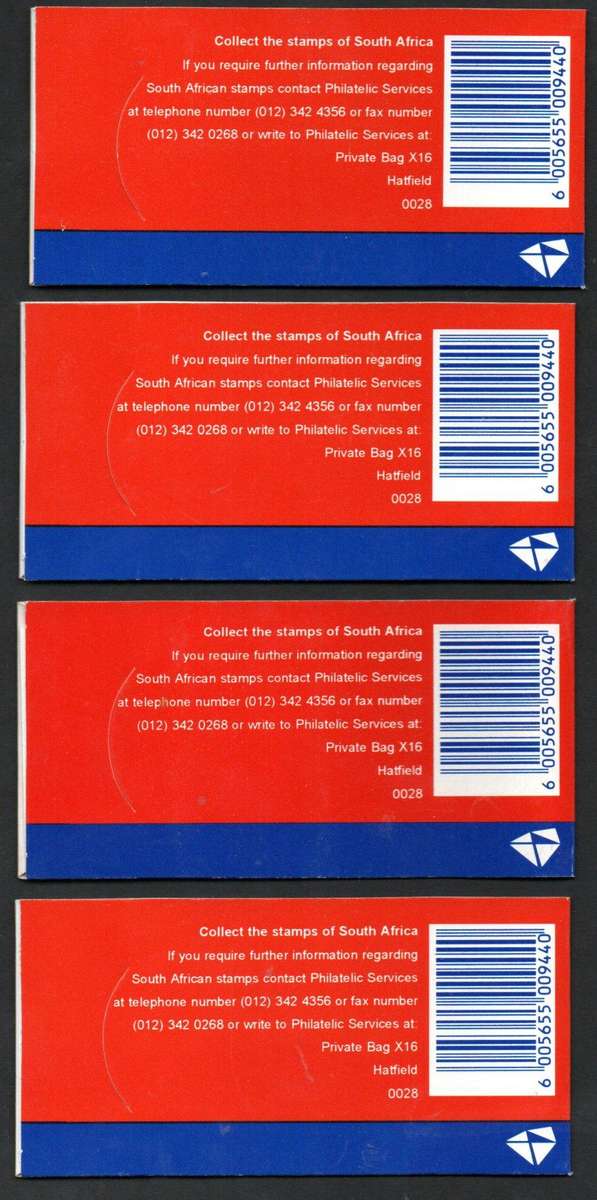 Collect the stamps of South Africa
If you require further information regarding
South African stamps contact Philatelic Services
at telephone number (012) 342 4356 or fax number
(012) 342 0268 or write to Philatelic Services at:
Private Bag X16
Hatfield
0028
6 005655 009440
Collect the stamps of South Africa
If you require further information regarding
South African stamps contact Philatelic Services
at telephone number (012) 342 4356 or fax number
(012) 342 0268 or write to Philatelic Services at:
Private Bag X16
Hatfield
0028
6 005655 009440
Collect the stamps of South Africa
If you require further information regarding
South African stamps contact Philatelic Services
at telephone number (012) 342 4356 or fax number
(012) 342 0268 or write to Philatelic Services at:
Private Bag X16
Hatfield
0028
6 005655 009440
Collect the stamps of South Africa
If you require further information regarding
South African stamps contact Philatelic Services
at telephone number (012) 342 4356 or fax number
(012) 342 0268 or write to Philatelic Services at:
Private Bag X16
Hatfield
0028
6 005655 009440